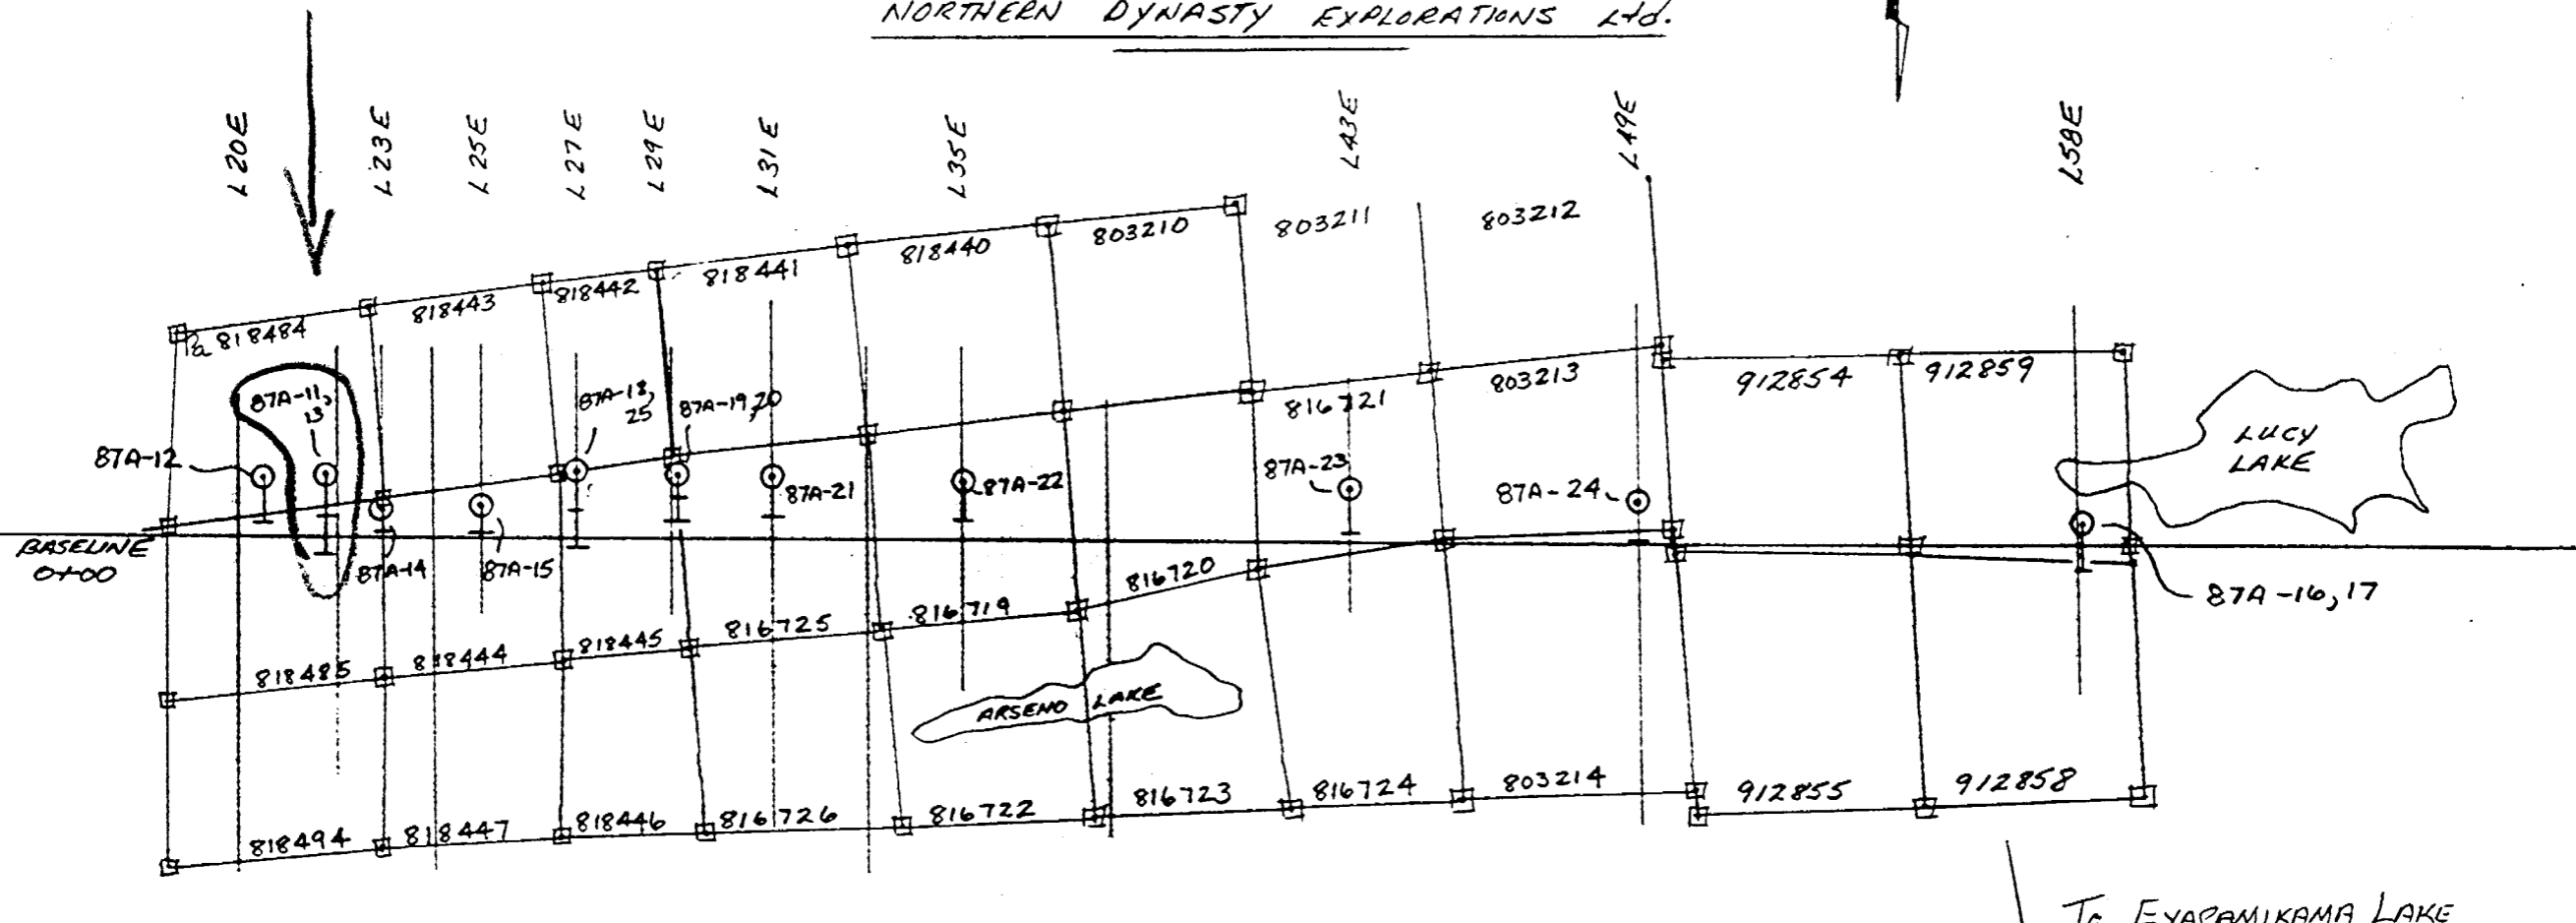 NORTHERN DYNASTY EXPLORATIONS Ltd.
L20E
L23E
L25E
L27E
L29E
L31E
L35E
L43E
L49E
L58E
818484
818443
818442
818441
818440
803210
803211
803212
87A-11,
13
87A-12
87A-18,
25
87A-19,20
87A-21
87A-22
816721
803213
912854
912859
LUCY
LAKE
87A-23
87A-24
BASELINE
0+00
87A-14
87A-15
87A-16,17
818485
818444
818445
816725
816719
816720
ARSENO LAKE
818494
818447
818446
816726
816722
816723
816724
803214
912855
912858
To EYAPAMIKAMA LAKE